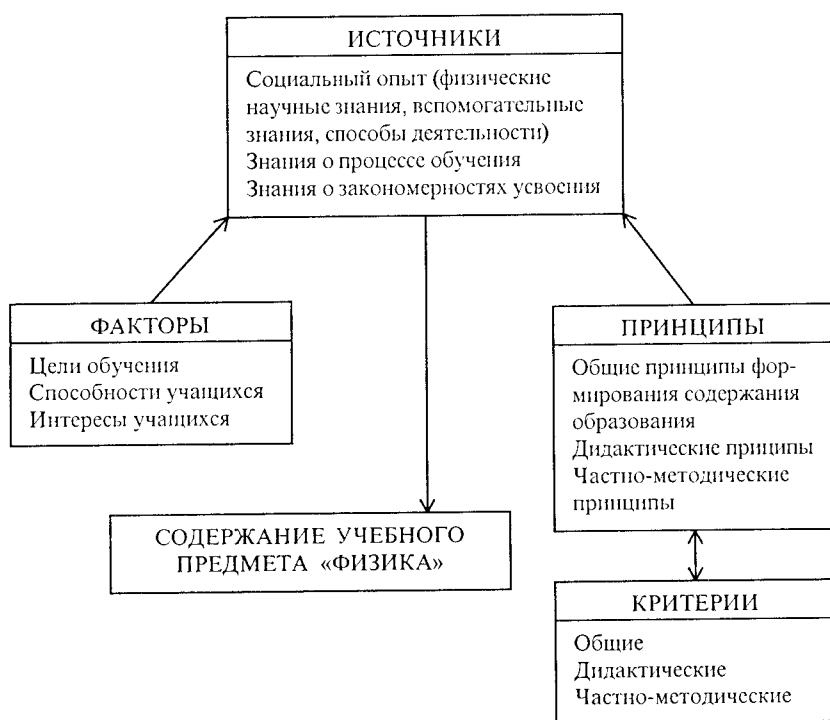 ИСТОЧНИКИ
Социальный опыт (физические
научные знания, вспомогательные
знания, способы деятельности)
Знания о процессе обучения
Знания о закономерностях усвоения
ФАКТОРЫ
Цели обучения
Способности учащихся
Интересы учащихся
ПРИНЦИПЫ
Общие принципы фор-
мирования содержания
образования
Дидактические приципы
Частно-методические
принципы
СОДЕРЖАНИЕ УЧЕБНОГО
ПРЕДМЕТА «ФИЗИКА»
КРИТЕРИИ
Общие
Дидактические
Частно-методические